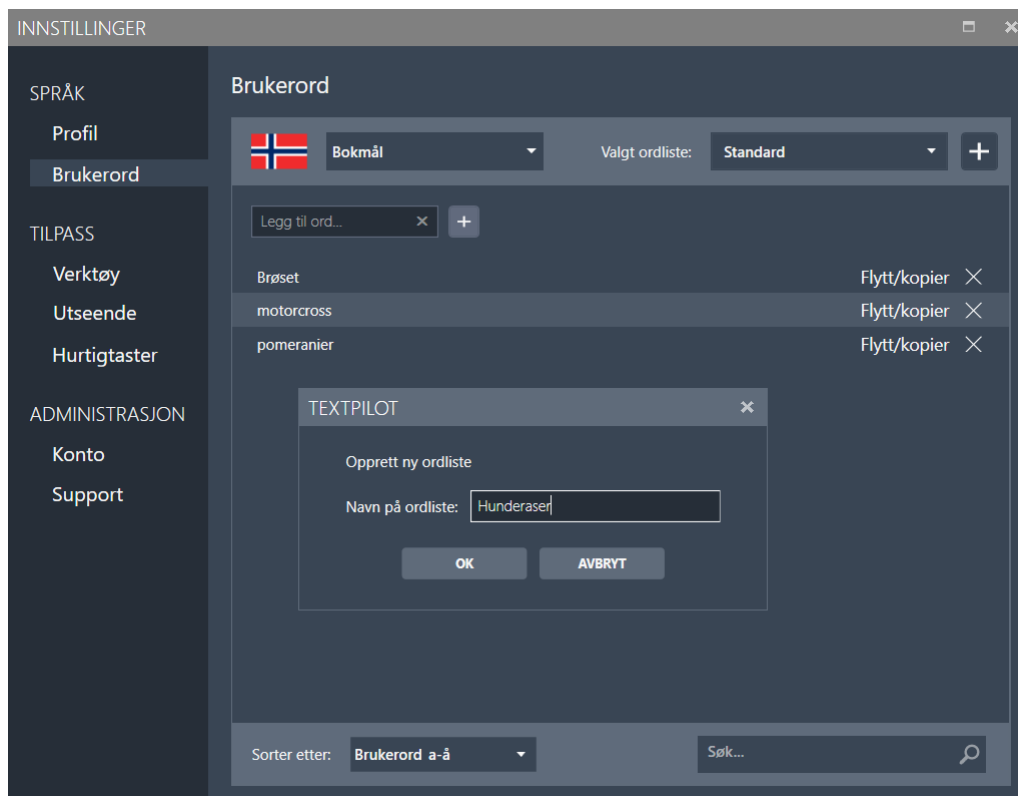 INNSTILLINGER
SPRÅK
Profil
Brukerord
TILPASS
Verktøy
Utseende
Hurtigtaster
ADMINISTRASJON
Konto
Support
Brukerord
Bokmål
Valgt ordliste: Standard
Legg til ord...
Brøset Flytt/kopier
motorcross Flytt/kopier
pomeranier Flytt/kopier
TEXTPILOT
Opprett ny ordliste
Navn på ordliste: Hunderaser
OK AVBRYT
Sorter etter: Brukerord a-å
Søk...